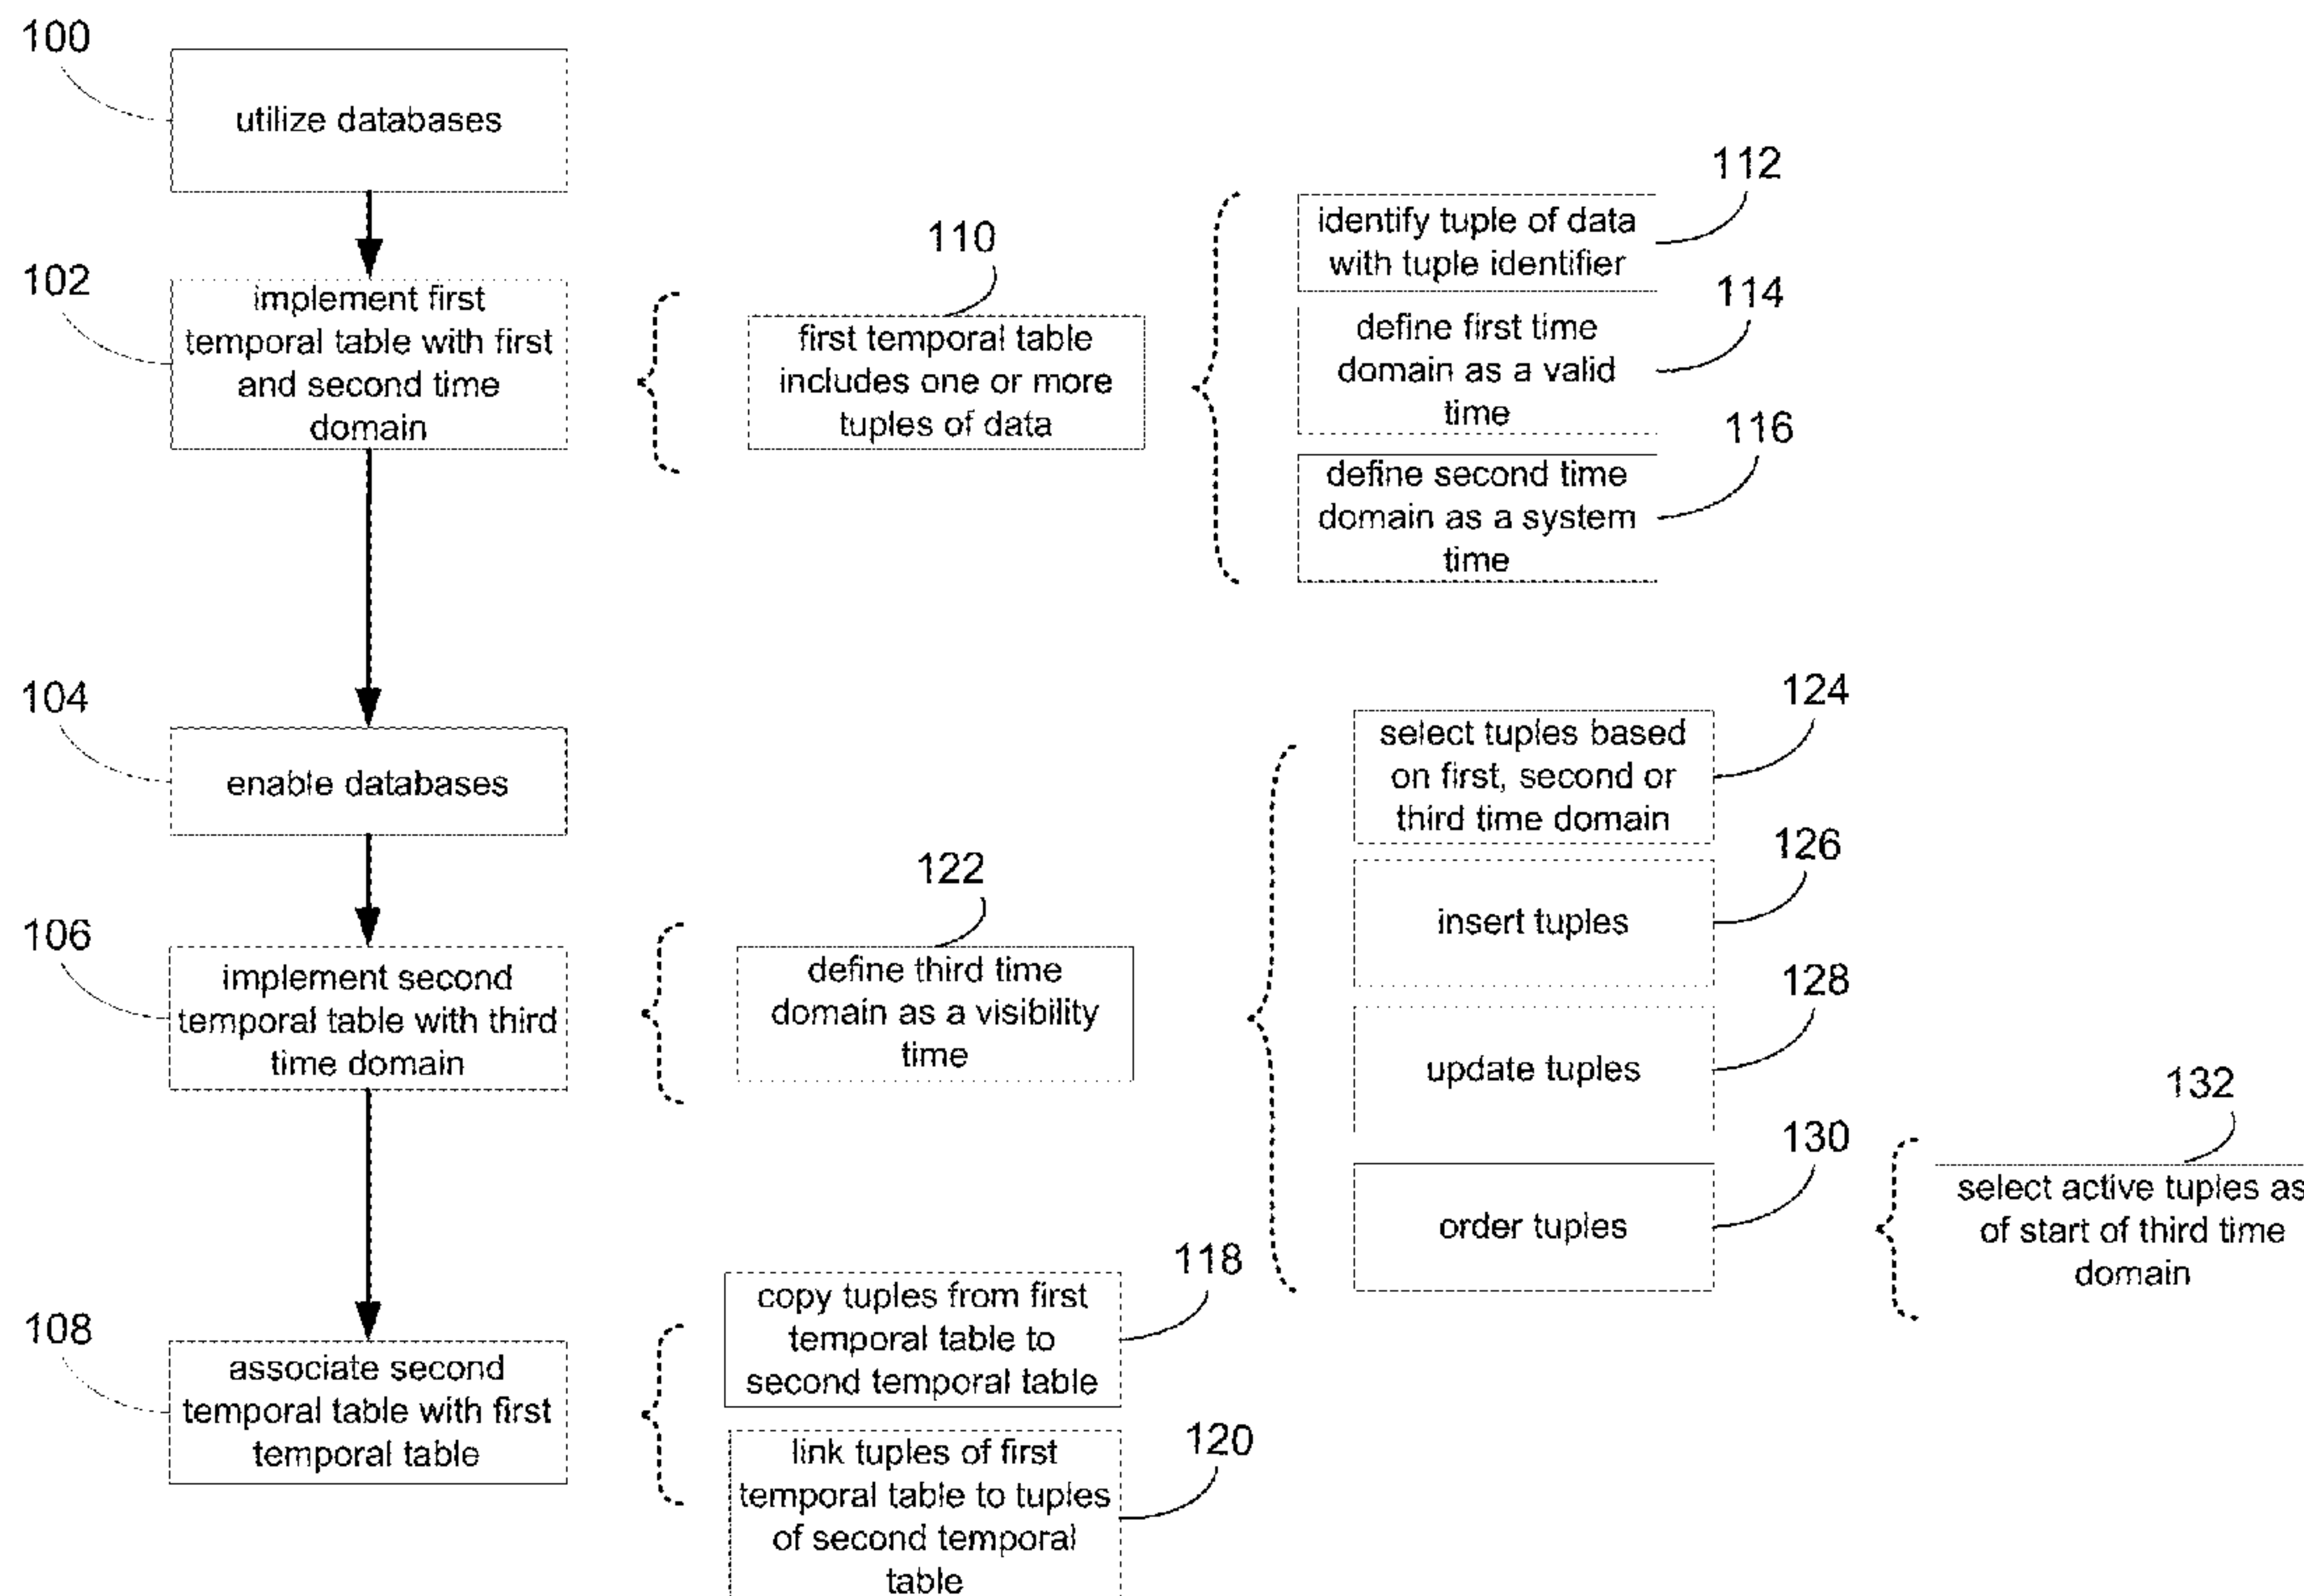 100
utilize databases
102
implement first
temporal table with first
and second time
domain
110
first temporal table
includes one or more
tuples of data
112
identify tuple of data
with tuple identifier
114
define first time
domain as a valid
time
116
define second time
domain as a system
time
104
enable databases
106
implement second
temporal table with third
time domain
122
define third time
domain as a visibility
time
124
select tuples based
on first, second or
third time domain
126
insert tuples
128
update tuples
130
order tuples
132
select active tuples as
of start of third time
domain
108
associate second
temporal table with first
temporal table
118
copy tuples from first
temporal table to
second temporal table
120
link tuples of first
temporal table to tuples
of second temporal
table